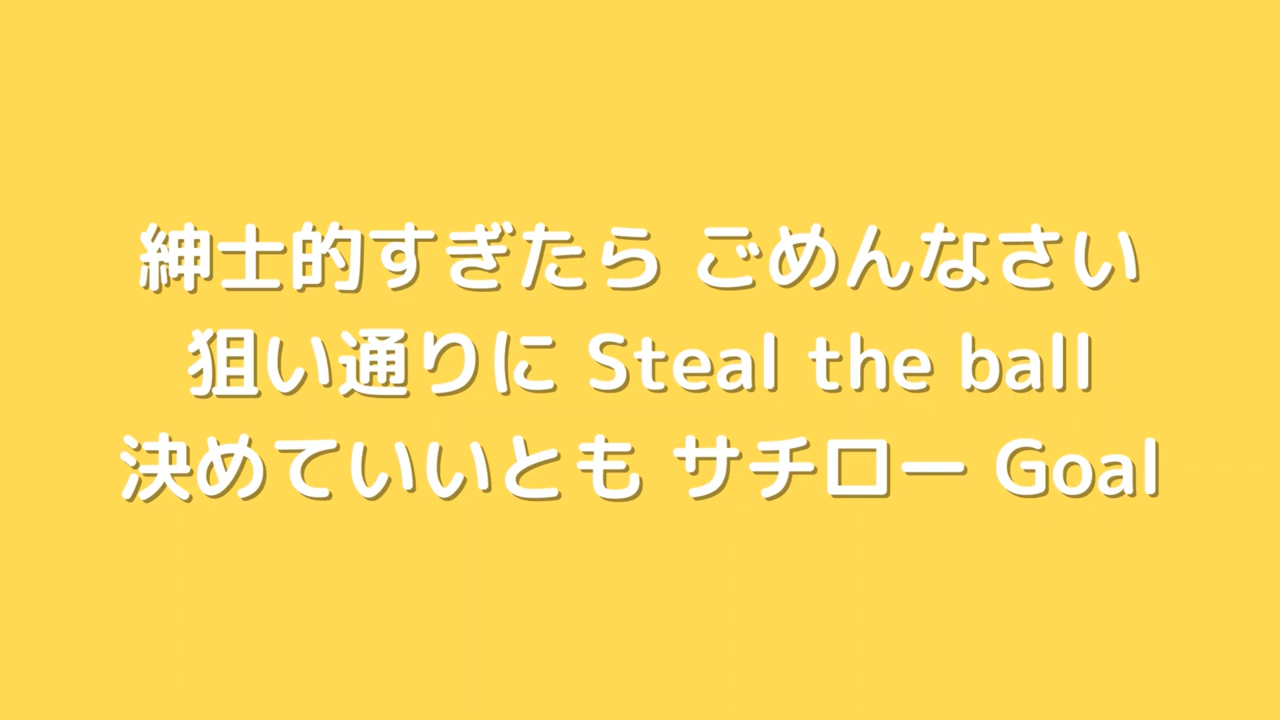 紳士的すぎたら ごめんなさい
狙い通りに Steal the ball
決めていいとも サチロー Goal